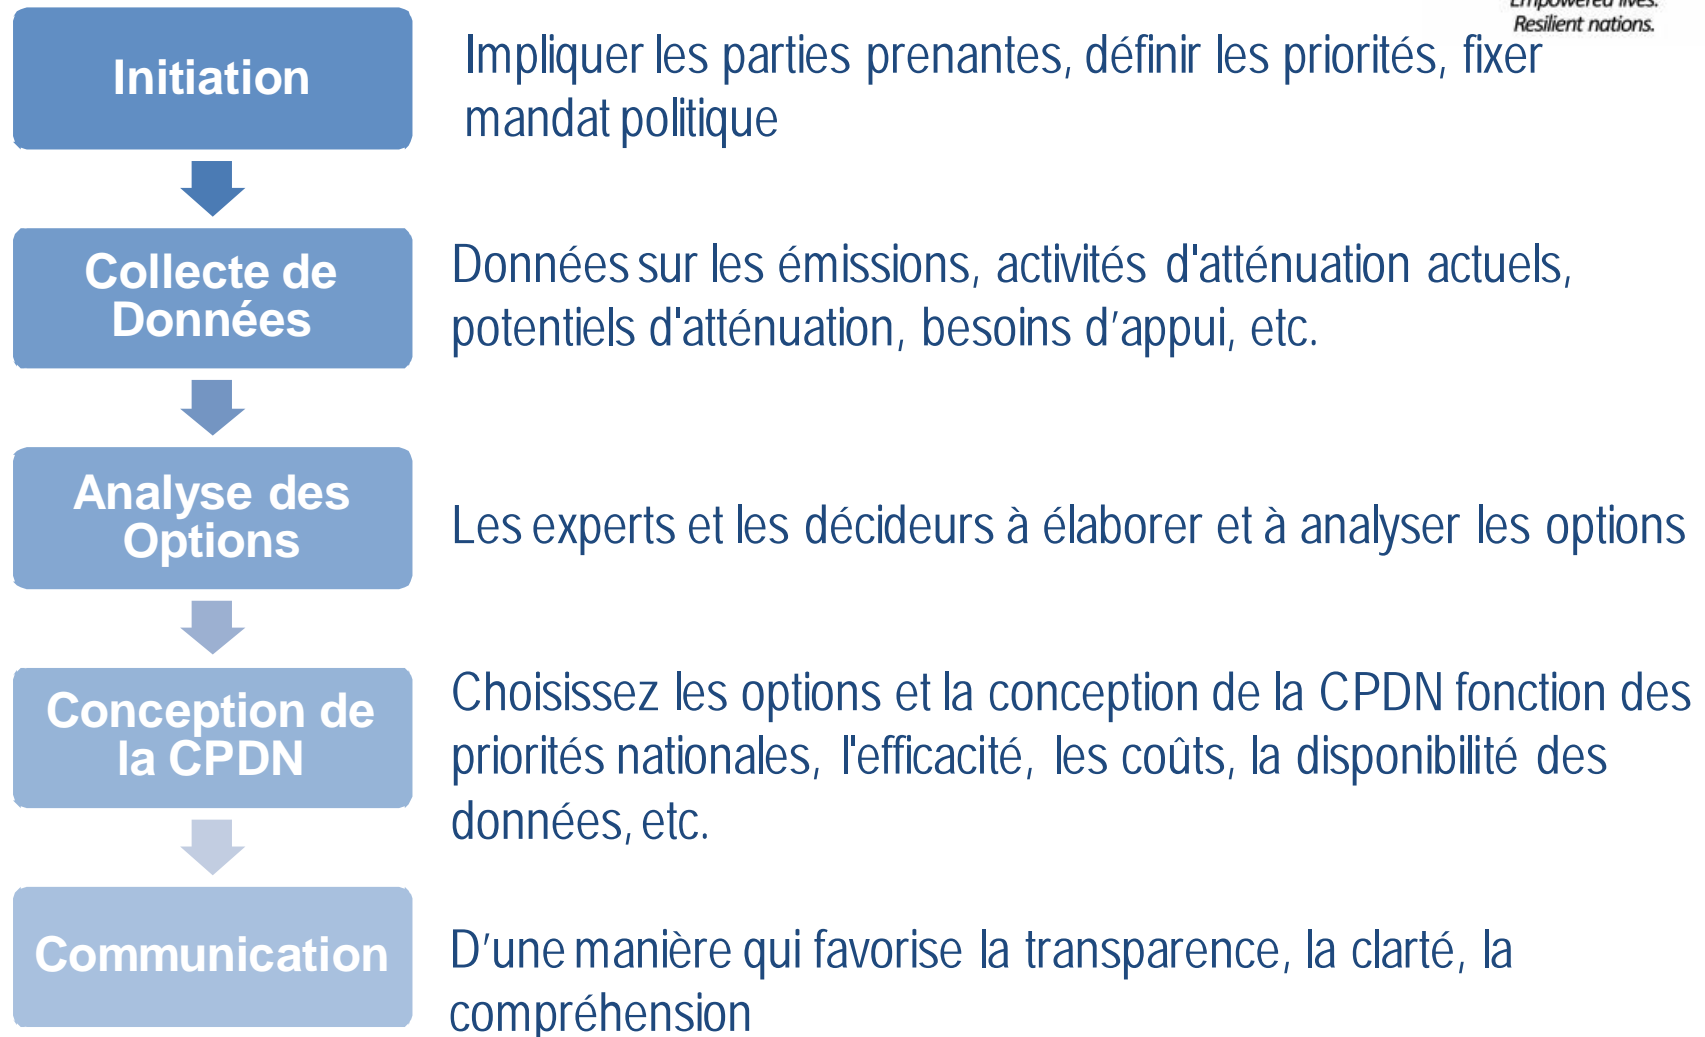 Empowered lives.
Resilient nations.
Initiation
Impliquer les parties prenantes, définir les priorités, fixer
mandat politique
Collecte de
Données
Données sur les émissions, activités d'atténuation actuels,
potentiels d'atténuation, besoins d’appui, etc.
Analyse des
Options
Les experts et les décideurs à élaborer et à analyser les options
Conception de
la CPDN
Choisissez les options et la conception de la CPDN fonction des
priorités nationales, l'efficacité, les coûts, la disponibilité des
données, etc.
Communication
D’une manière qui favorise la transparence, la clarté, la
compréhension